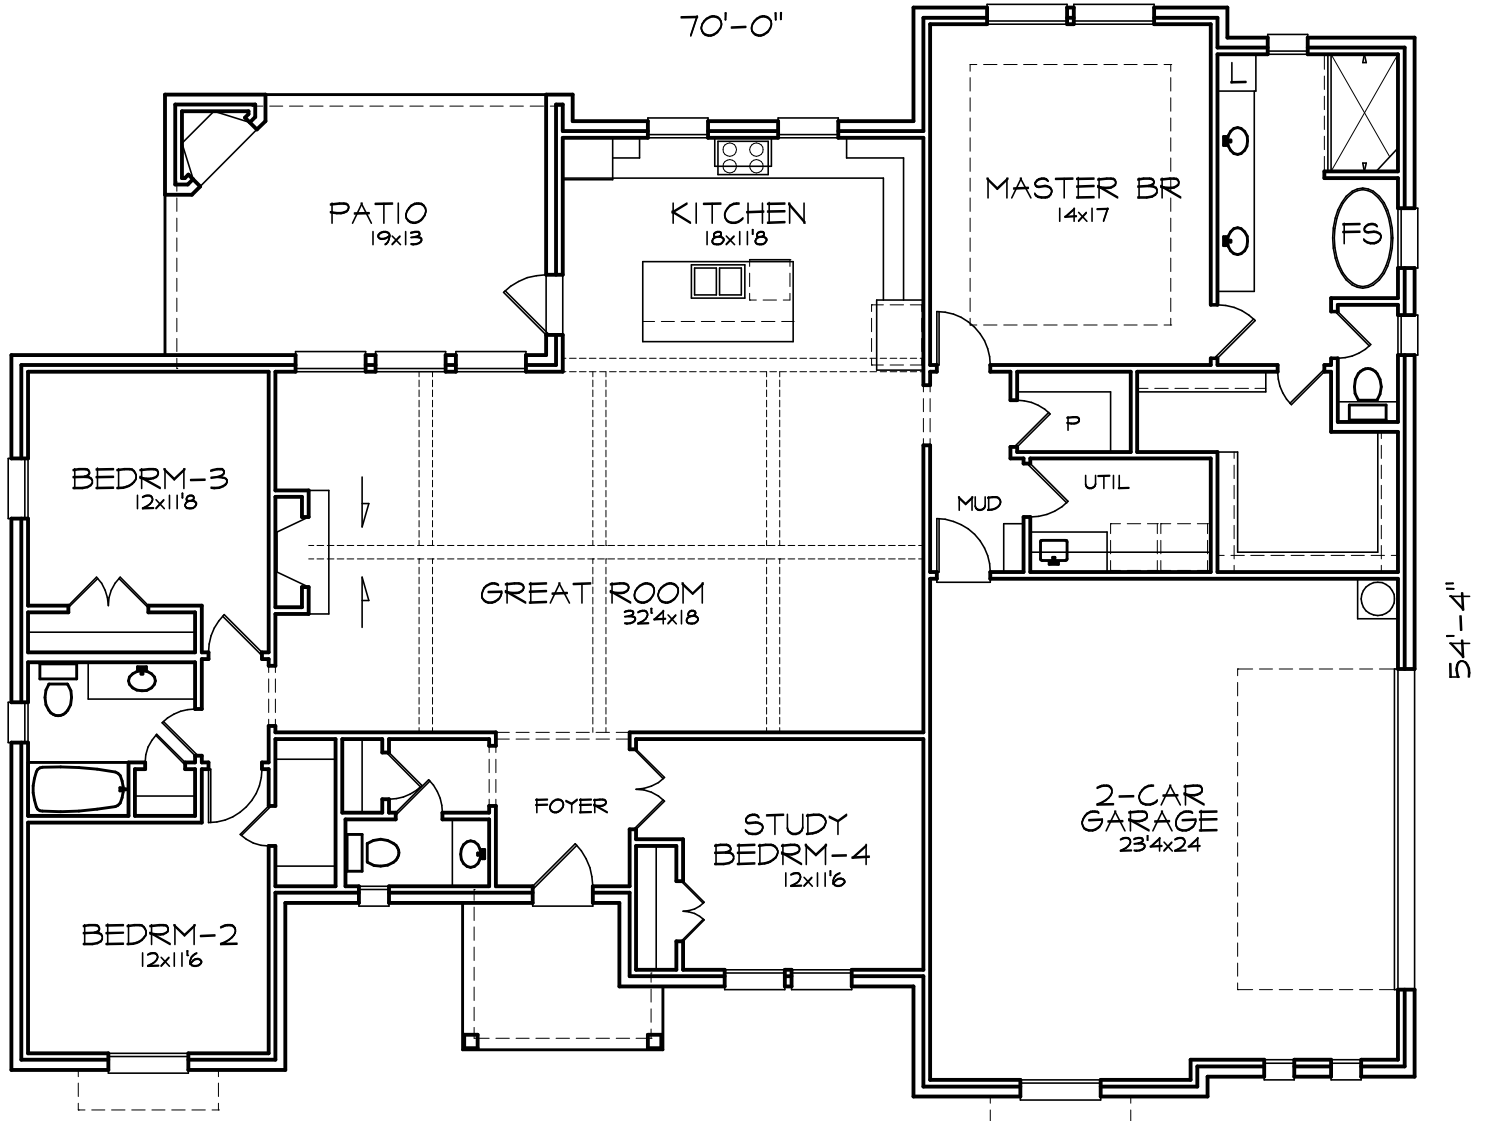 70'-0"
L
MASTER BR
14x17
PATIO
19x13
KITCHEN
18x11'8
FS
P
BEDRM-3
12x11'8
UTIL
MUD
GREAT ROOM
32'4x18
54'-4"
2-CAR
GARAGE
23'4x24
FOYER
STUDY
BEDRM-4
12x11'6
BEDRM-2
12x11'6